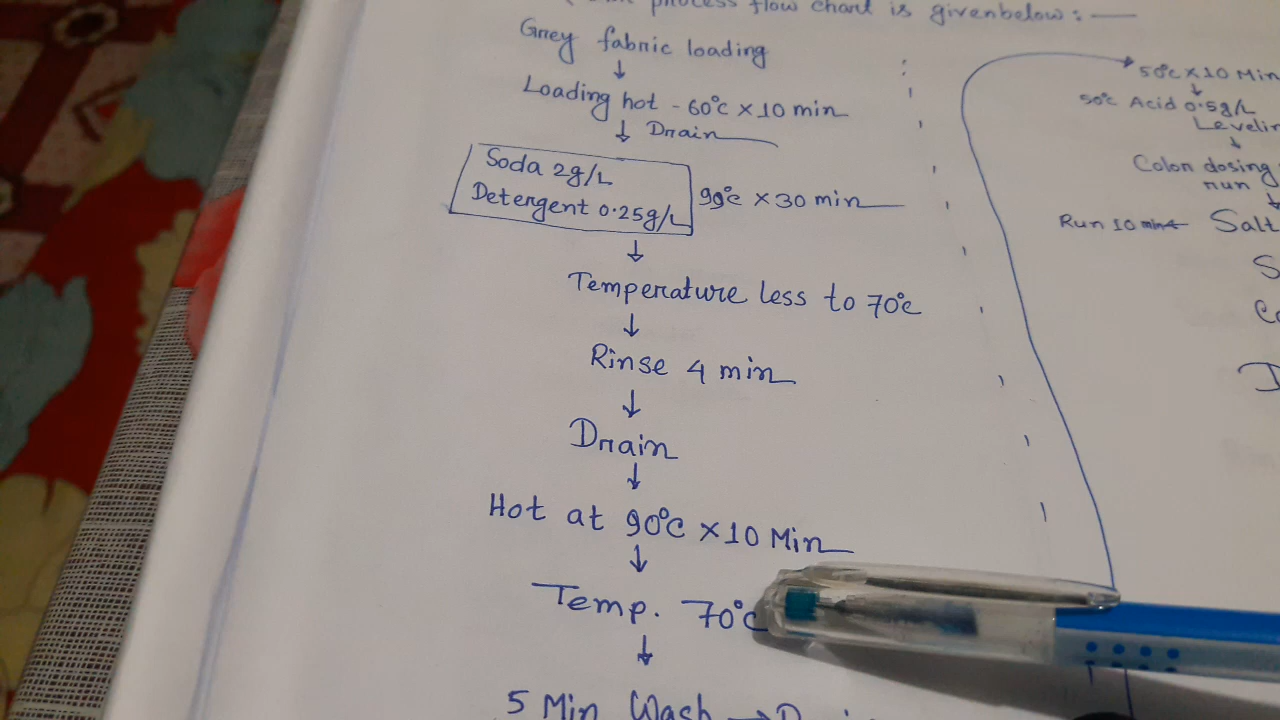 process flow chart is givenbelow:—
Grey fabric loading
↓
Loading hot - 60°c × 10 min
↓ Drain
Soda 2g/L
Detergent 0.25g/L
90°c × 30 min
↓
Temperature less to 70°c
↓
Rinse 4 min
↓
Drain
↓
Hot at 90°C × 10 Min
↓
Temp. 70°c
↓
5 Min Wash →
50°c × 10 Min
↓
50°c Acid 0.5g/L
↓
Colon dosing
run
↓
Run 10 min ← Salt